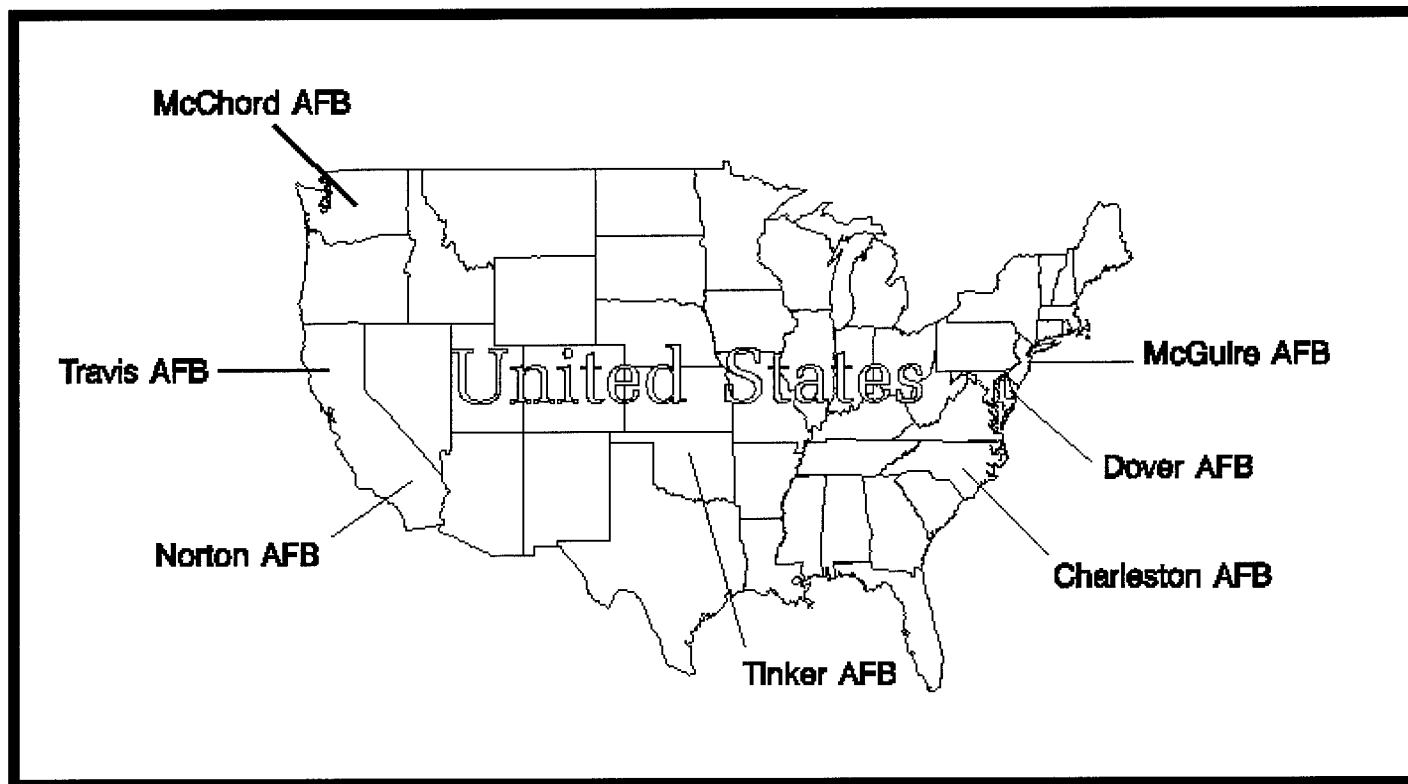 McChord AFB
United States
McGuire AFB
Travis AFB
Dover AFB
Norton AFB
Charleston AFB
Tinker AFB